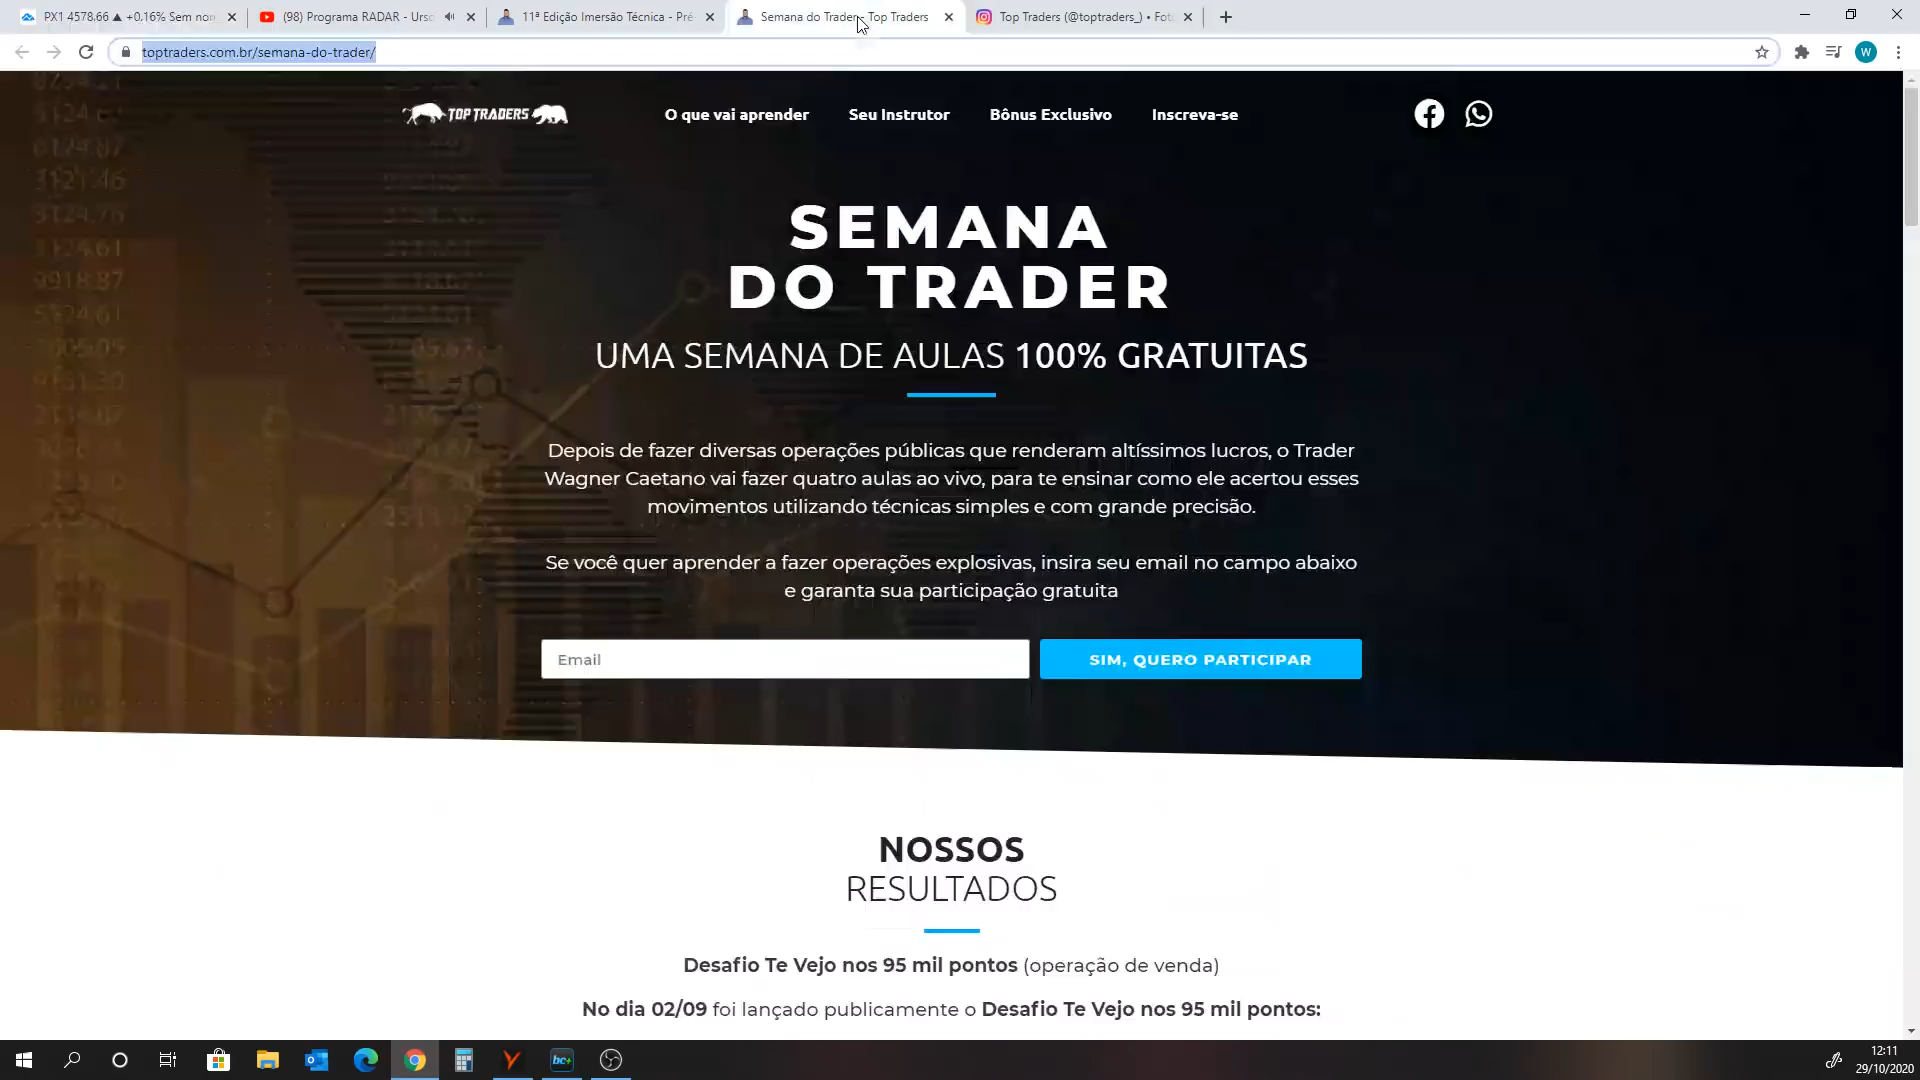 PX1 4578.66 ▲ +0,16% Sem nor
(98) Programa RADAR - Urso
11ª Edição Imersão Técnica - Pré
Semana do Trader - Top Traders
Top Traders (@toptraders_) • Foto
toptraders.com.br/semana-do-trader/
W
TOP TRADERS
O que vai aprender
Seu Instrutor
Bônus Exclusivo
Inscreva-se
SEMANA
DO TRADER
UMA SEMANA DE AULAS 100% GRATUITAS
Depois de fazer diversas operações públicas que renderam altíssimos lucros, o Trader
Wagner Caetano vai fazer quatro aulas ao vivo, para te ensinar como ele acertou esses
movimentos utilizando técnicas simples e com grande precisão.
Se você quer aprender a fazer operações explosivas, insira seu email no campo abaixo
e garanta sua participação gratuita
Email
SIM, QUERO PARTICIPAR
NOSSOS
RESULTADOS
Desafio Te Vejo nos 95 mil pontos (operação de venda)
No dia 02/09 foi lançado publicamente o Desafio Te Vejo nos 95 mil pontos:
bc+
12:11
29/10/2020